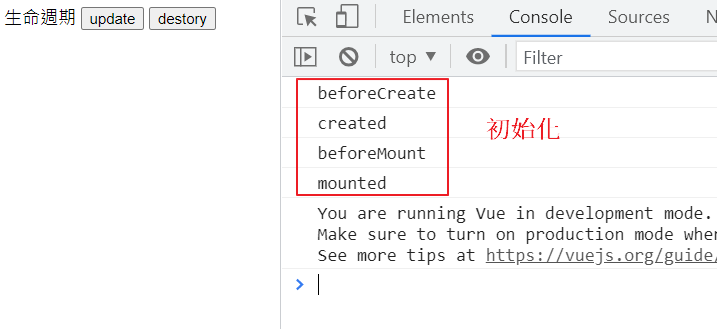 生命週期 update destory
Elements Console Sources
top Filter
beforeCreate
created
初始化
beforeMount
mounted
You are running Vue in development mode.
Make sure to turn on production mode when
See more tips at https://vuejs.org/guide/